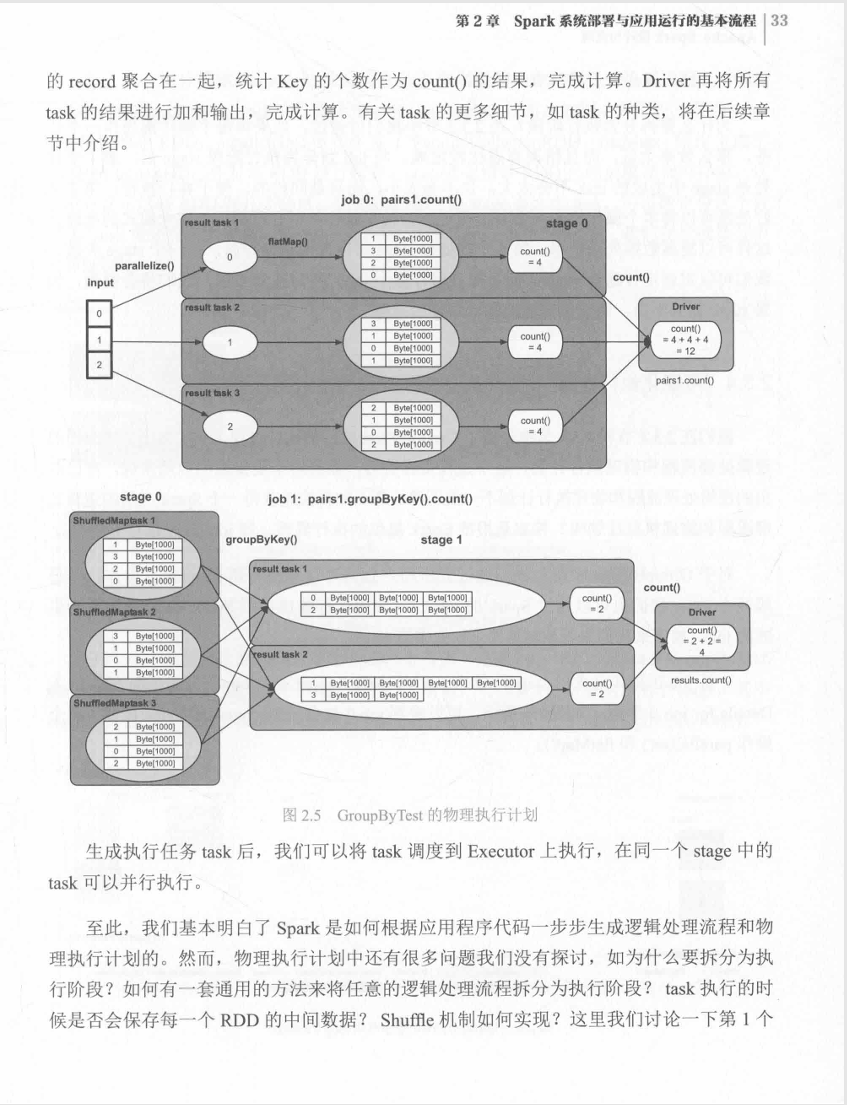 第 2 章 Spark 系统部署与应用运行的基本流程 33
的 record 聚合在一起，统计 Key 的个数作为 count() 的结果，完成计算。Driver 再将所有
task 的结果进行加和输出，完成计算。有关 task 的更多细节，如 task 的种类，将在后续章
节中介绍。
job 0: pairs1.count()
result task 1
stage 0
flatMap()
parallelize()
input
0
1 Byte[1000]
3 Byte[1000]
2 Byte[1000]
0 Byte[1000]
count()
= 4
count()
result task 2
0
1
2
1
3 Byte[1000]
1 Byte[1000]
0 Byte[1000]
1 Byte[1000]
count()
= 4
Driver
count()
= 4 + 4 + 4
= 12
pairs1.count()
result task 3
2
2 Byte[1000]
1 Byte[1000]
0 Byte[1000]
2 Byte[1000]
count()
= 4
stage 0
job 1: pairs1.groupByKey().count()
ShuffledMaptask 1
1 Byte[1000]
3 Byte[1000]
2 Byte[1000]
0 Byte[1000]
groupByKey()
stage 1
result task 1
0 Byte[1000] Byte[1000] Byte[1000]
2 Byte[1000] Byte[1000] Byte[1000]
count()
= 2
count()
ShuffledMaptask 2
3 Byte[1000]
1 Byte[1000]
0 Byte[1000]
1 Byte[1000]
Driver
count()
= 2 + 2 =
4
results.count()
result task 2
1 Byte[1000] Byte[1000] Byte[1000] Byte[1000]
3 Byte[1000] Byte[1000]
count()
= 2
ShuffledMaptask 3
2 Byte[1000]
1 Byte[1000]
0 Byte[1000]
2 Byte[1000]
图 2.5 GroupByTest 的物理执行计划
生成执行任务 task 后，我们可以将 task 调度到 Executor 上执行，在同一个 stage 中的
task 可以并行执行。
至此，我们基本明白了 Spark 是如何根据应用程序代码一步步生成逻辑处理流程和物
理执行计划的。然而，物理执行计划中还有很多问题我们没有探讨，如为什么要拆分为执
行阶段？如何有一套通用的方法来将任意的逻辑处理流程拆分为执行阶段？ task 执行的时
候是否会保存每一个 RDD 的中间数据？ Shuffle 机制如何实现？这里我们讨论一下第 1 个